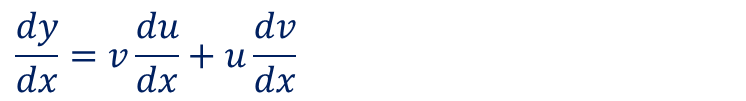 dy/dx = v du/dx + u dv/dx